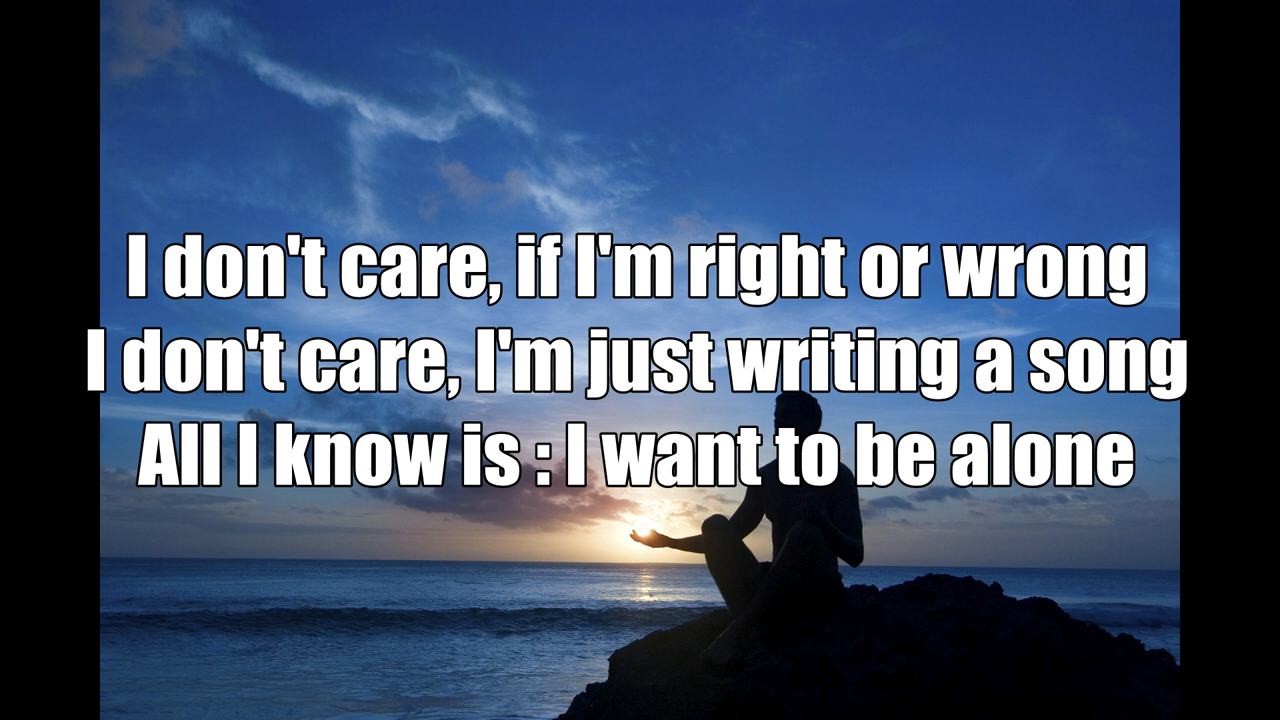 I don't care, if I'm right or wrong
I don't care, I'm just writing a song
All I know is : I want to be alone